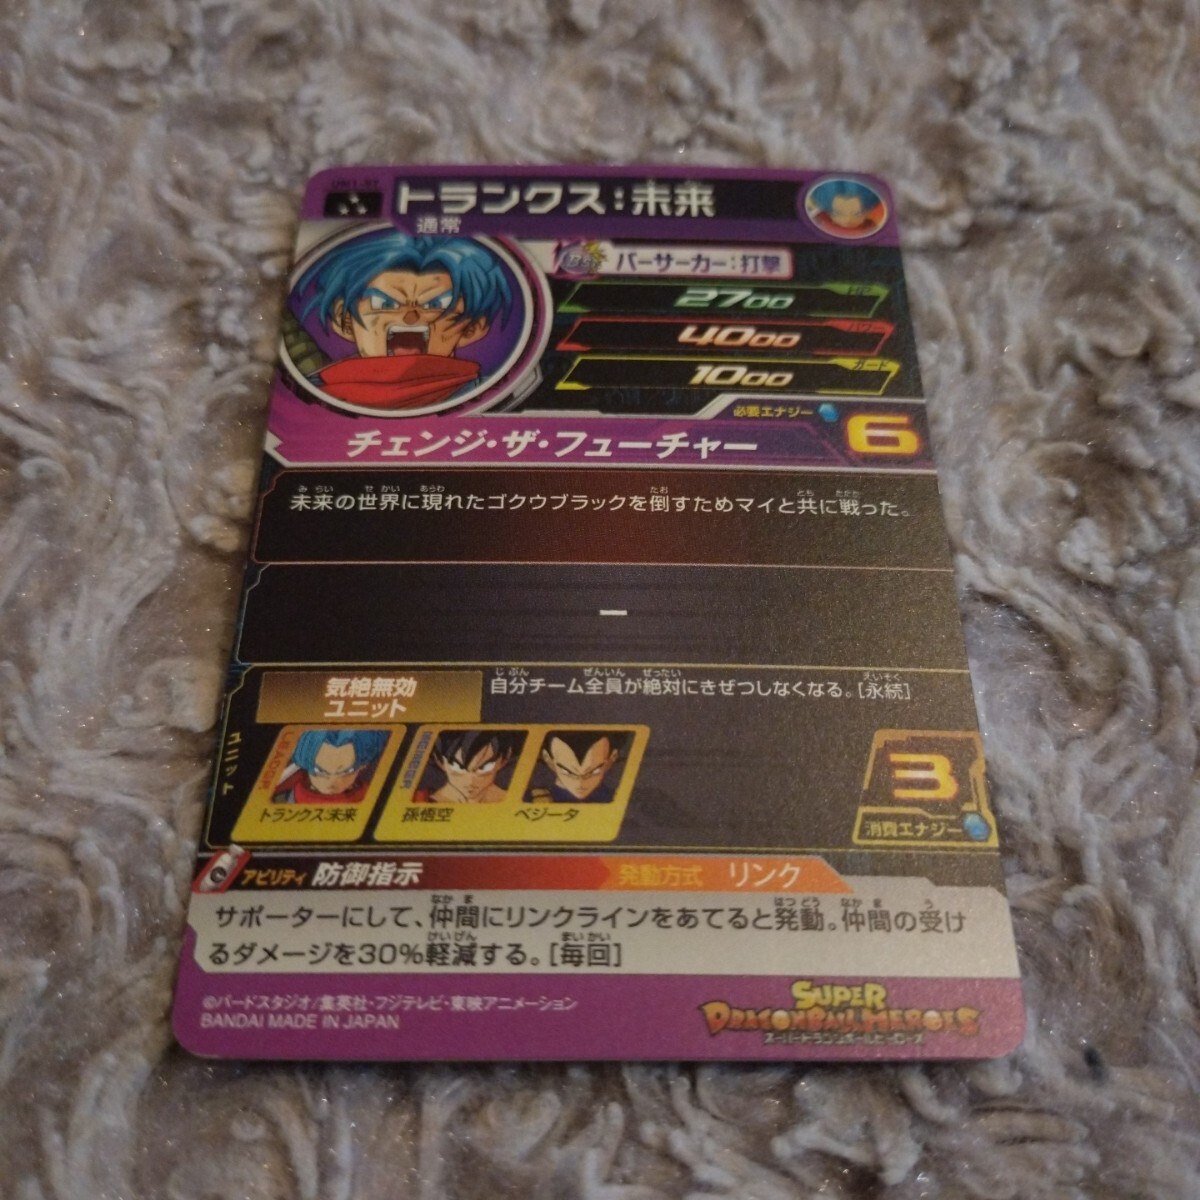 トランクス:未来
通常
バーサーカー:打撃
2700
HP
4000
パワー
1000
ガード
必要エナジー
6
チェンジ・ザ・フューチャー
未来の世界に現れたゴクウブラックを倒すためマイと共に戦った。
ー
気絶無効
ユニット
自分チーム全員が絶対にきぜつしなくなる。[永続]
ユニット
LEADER
トランクス:未来
MEMBER
孫悟空
ベジータ
3
消費エナジー
アビリティ 防御指示
発動方式 リンク
サポーターにして、仲間にリンクラインをあてると発動。仲間の受け
るダメージを30%軽減する。[毎回]
©バードスタジオ/集英社・フジテレビ・東映アニメーション
BANDAI MADE IN JAPAN
SUPER
DRAGONBALL HEROES
スーパードラゴンボールヒーローズ